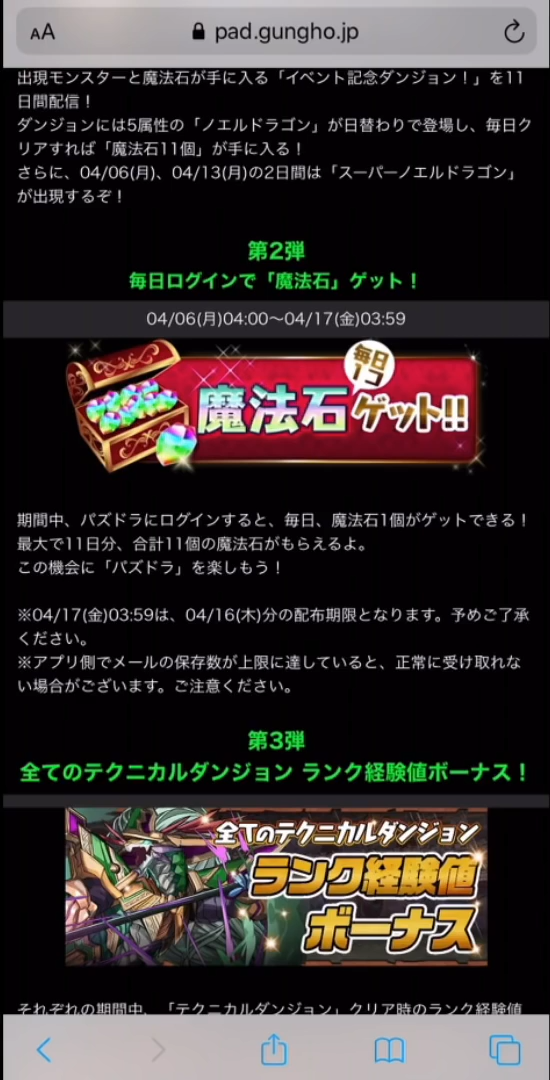 AA pad.gungho.jp
出現モンスターと魔法石が手に入る「イベント記念ダンジョン！」を11
日間配信！
ダンジョンには5属性の「ノエルドラゴン」が日替わりで登場し、毎日ク
リアすれば「魔法石11個」が手に入る！
さらに、04/06(月)、04/13(月)の2日間は「スーパーノエルドラゴン」
が出現するぞ！
第2弾
毎日ログインで「魔法石」ゲット！
04/06(月)04:00〜04/17(金)03:59
毎日
1コ
魔法石ゲット!!
期間中、パズドラにログインすると、毎日、魔法石1個がゲットできる！
最大で11日分、合計11個の魔法石がもらえるよ。
この機会に「パズドラ」を楽しもう！
※04/17(金)03:59は、04/16(木)分の配布期限となります。予めご了承
ください。
※アプリ側でメールの保存数が上限に達していると、正常に受け取れな
い場合がございます。ご注意ください。
第3弾
全てのテクニカルダンジョン ランク経験値ボーナス！
全てのテクニカルダンジョン
ランク経験値
ボーナス
それぞれの期間中、「テクニカルダンジョン」クリア時のランク経験値